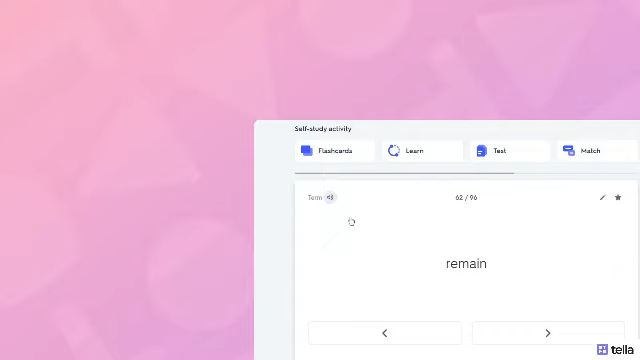 Self-study activity
Flashcards Learn Test Match
Term 62 / 96
remain
tella